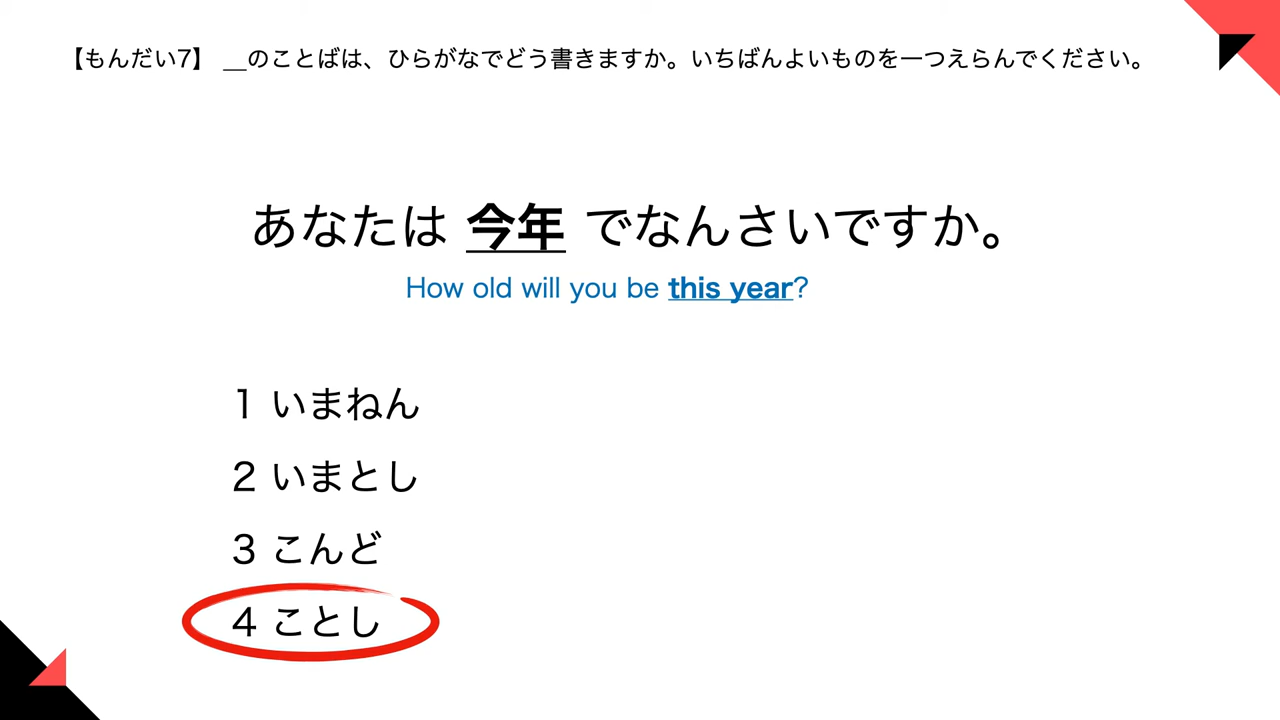 【もんだい7】 __のことばは、ひらがなでどう書きますか。いちばんよいものを一つえらんでください。
あなたは 今年 でなんさいですか。
How old will you be this year?
1 いまねん
2 いまとし
3 こんど
4 ことし